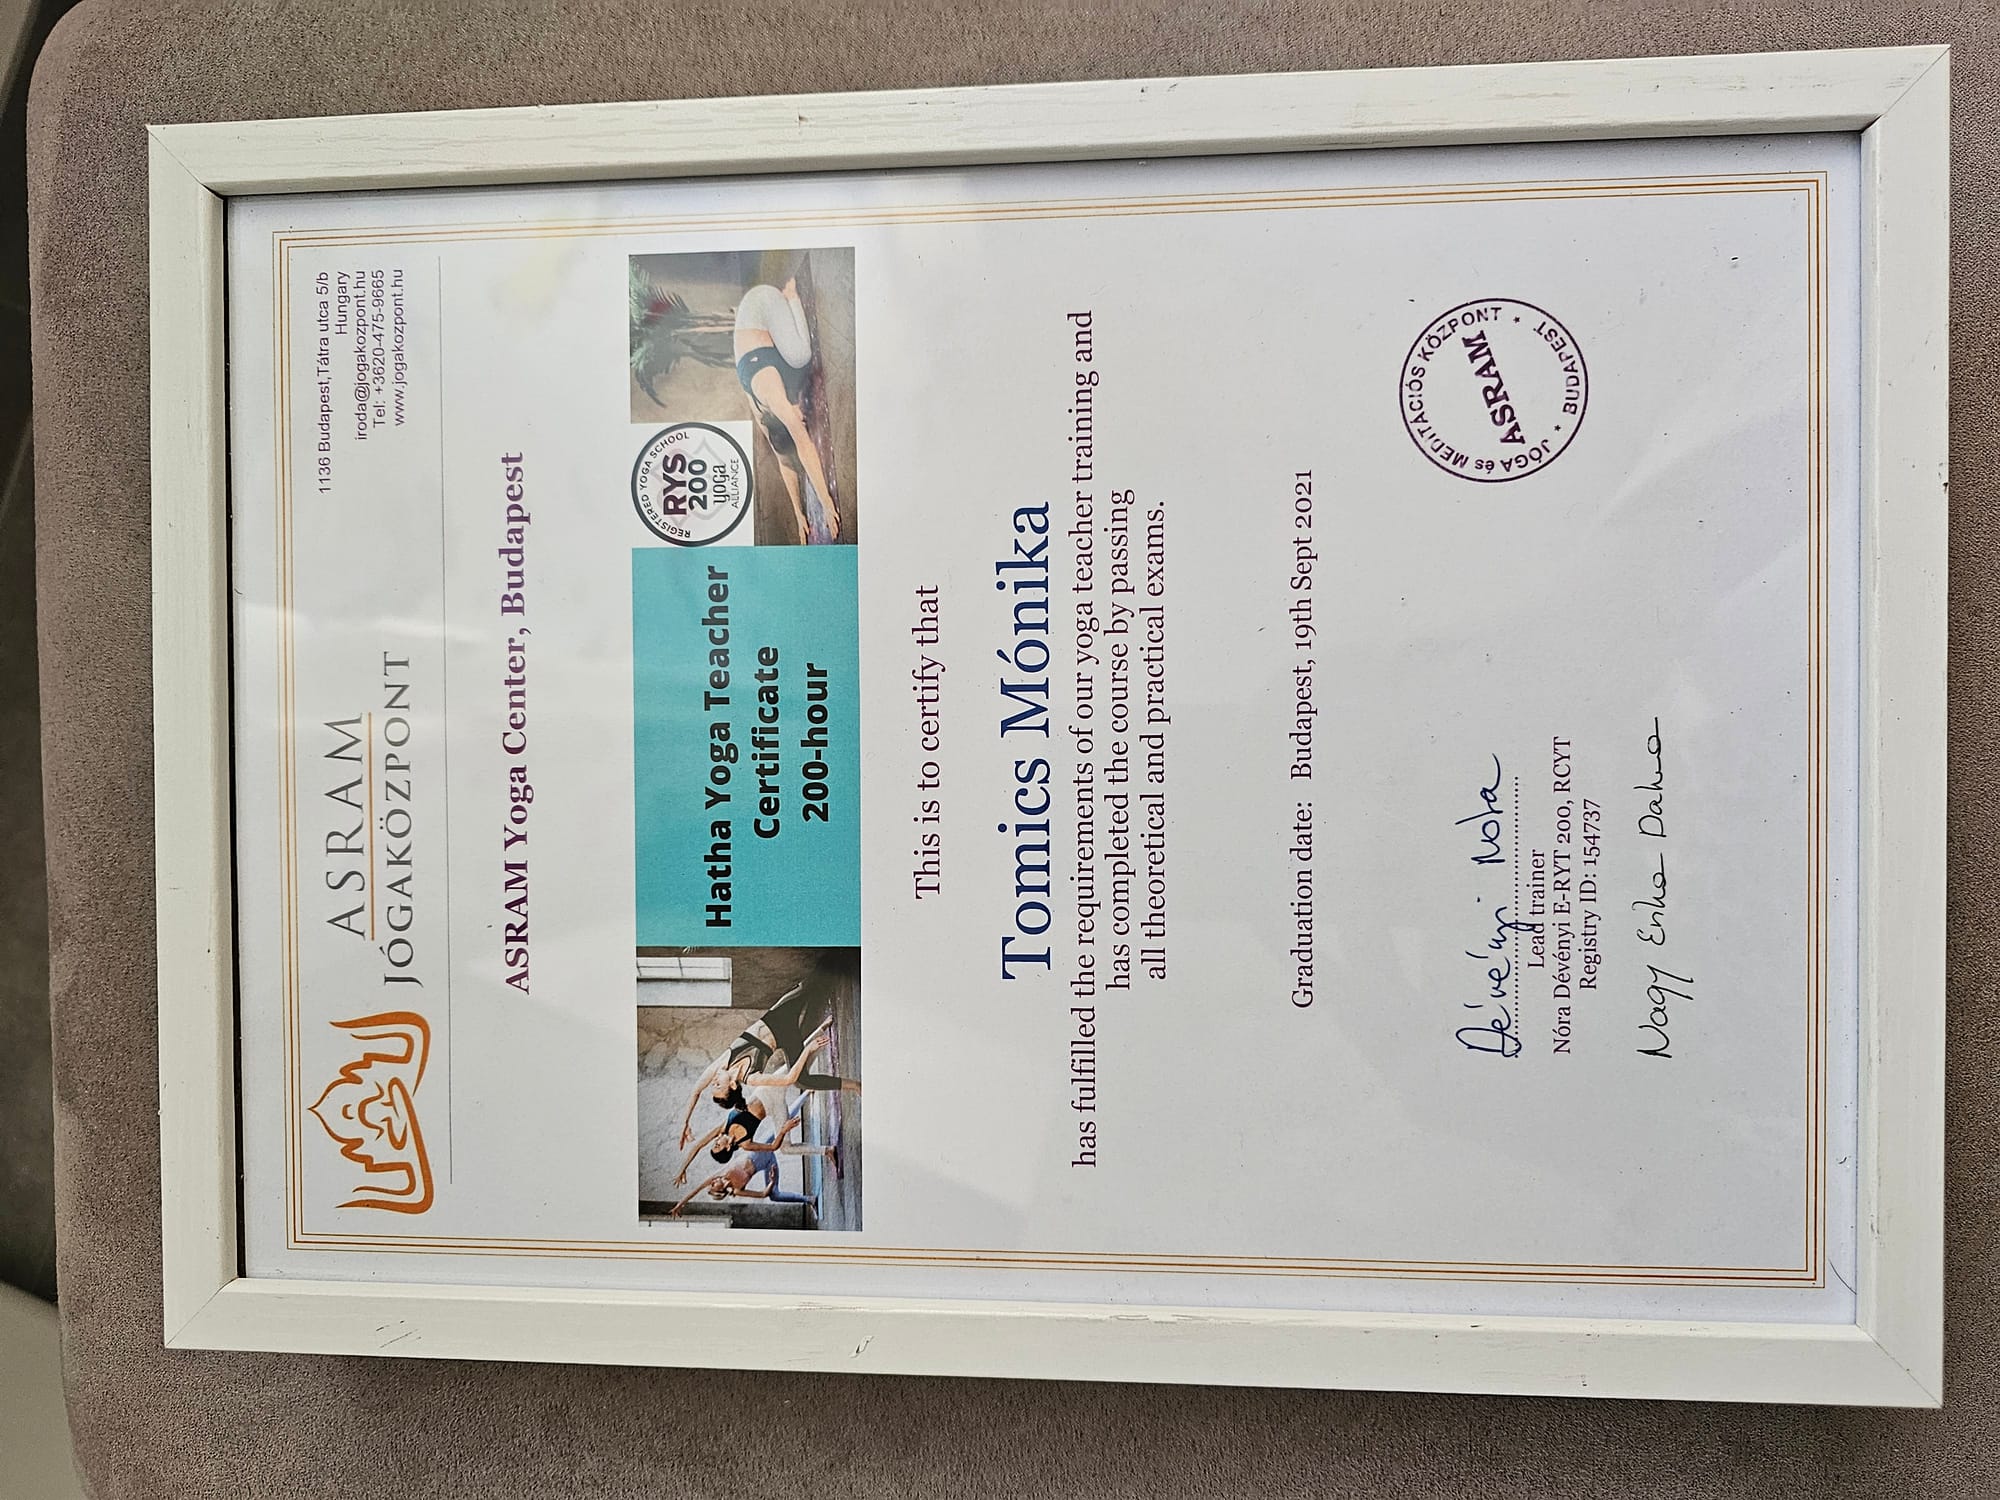 ASRAM
JÓGAKÖZPONT
1136 Budapest,Tátra utca 5/b
Hungary
iroda@jogakozpont.hu
Tel: +3620-475-9665
www.jogakozpont.hu
ASRAM Yoga Center, Budapest
Hatha Yoga Teacher
Certificate
200-hour
REGISTERED YOGA SCHOOL
RYS
200
yoga
ALLIANCE
This is to certify that
Tomics Mónika
has fulfilled the requirements of our yoga teacher training and
has completed the course by passing
all theoretical and practical exams.
Graduation date: Budapest, 19th Sept 2021
Dévényi Nóra
Lead trainer
Nóra Dévényi E-RYT 200, RCYT
Registry ID: 154737
Nagy Erika Dalma
JÓGA és MEDITÁCIÓS KÖZPONT
ASRAM
BUDAPEST